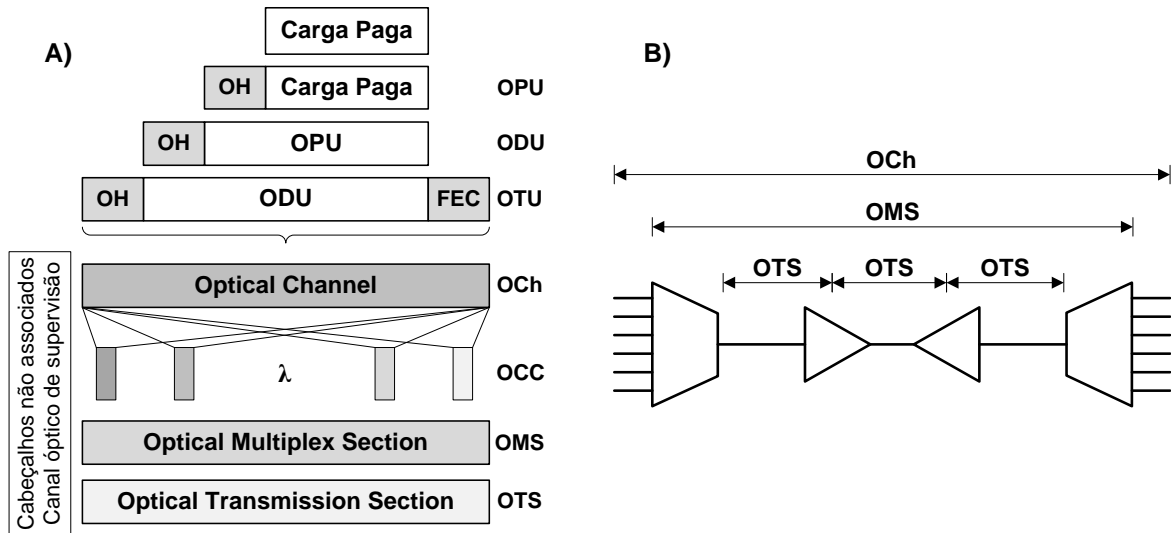 A)
Carga Paga
OH Carga Paga OPU
OH OPU ODU
OH ODU FEC OTU
Cabeçalhos não associados
Canal óptico de supervisão
Optical Channel OCh
λ OCC
Optical Multiplex Section OMS
Optical Transmission Section OTS
B)
OCh
OMS
OTS OTS OTS